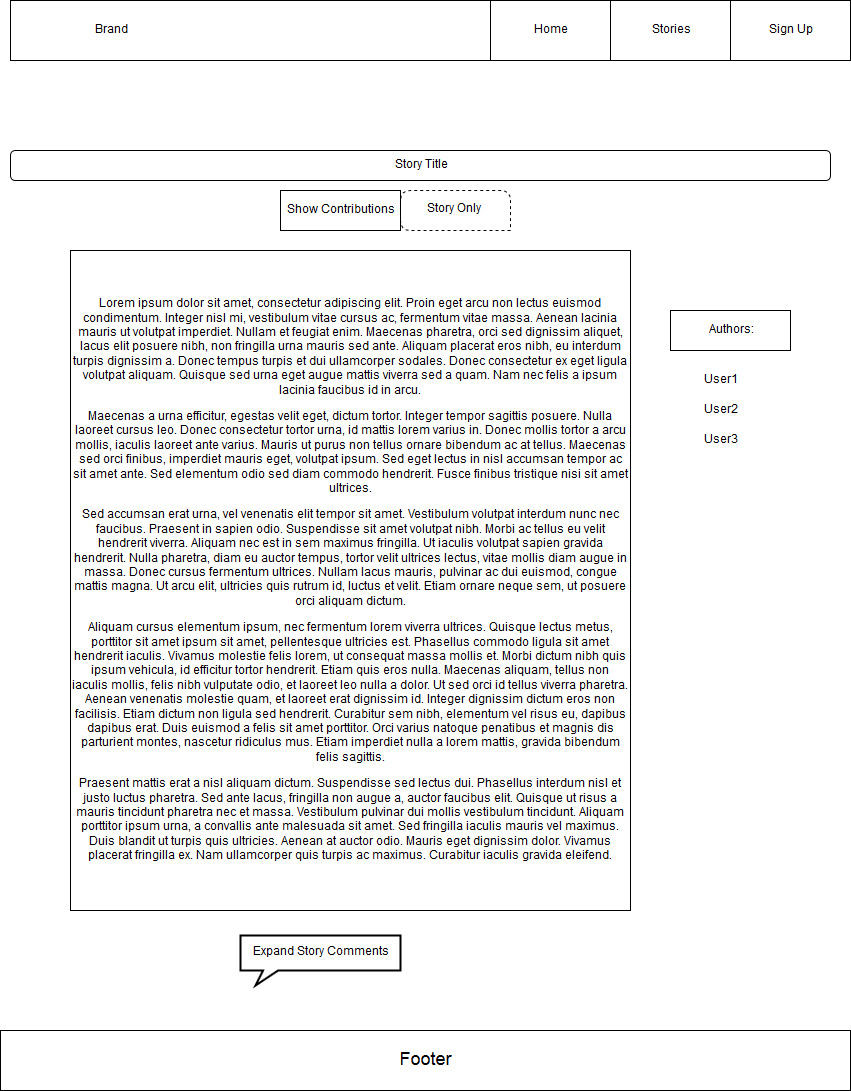 Brand
Home
Stories
Sign Up
Story Title
Show Contributions
Story Only
Lorem ipsum dolor sit amet, consectetur adipiscing elit. Proin eget arcu non lectus euismod
condimentum. Integer nisl mi, vestibulum vitae cursus ac, fermentum vitae massa. Aenean lacinia
mauris ut volutpat imperdiet. Nullam et feugiat enim. Maecenas pharetra, orci sed dignissim aliquet,
lacus elit posuere nibh, non fringilla urna mauris sed ante. Aliquam placerat eros nibh, eu interdum
turpis dignissim a. Donec tempus turpis et dui ullamcorper sodales. Donec consectetur ex eget ligula
volutpat aliquam. Quisque sed urna eget augue mattis viverra sed a quam. Nam nec felis a ipsum
lacinia faucibus id in arcu.
Maecenas a urna efficitur, egestas velit eget, dictum tortor. Integer tempor sagittis posuere. Nulla
laoreet cursus leo. Donec consectetur tortor urna, id mattis lorem varius in. Donec mollis tortor a arcu
mollis, iaculis laoreet ante varius. Mauris ut purus non tellus ornare bibendum ac at tellus. Maecenas
sed orci finibus, imperdiet mauris eget, volutpat ipsum. Sed eget lectus in nisl accumsan tempor ac
sit amet ante. Sed elementum odio sed diam commodo hendrerit. Fusce finibus tristique nisi sit amet
ultrices.
Sed accumsan erat urna, vel venenatis elit tempor sit amet. Vestibulum volutpat interdum nunc nec
faucibus. Praesent in sapien odio. Suspendisse sit amet volutpat nibh. Morbi ac tellus eu velit
hendrerit viverra. Aliquam nec est in sem maximus fringilla. Ut iaculis volutpat sapien gravida
hendrerit. Nulla pharetra, diam eu auctor tempus, tortor velit ultrices lectus, vitae mollis diam augue in
massa. Donec cursus fermentum ultrices. Nullam lacus mauris, pulvinar ac dui euismod, congue
mattis magna. Ut arcu elit, ultricies quis rutrum id, luctus et velit. Etiam ornare neque sem, ut posuere
orci aliquam dictum.
Aliquam cursus elementum ipsum, nec fermentum lorem viverra ultrices. Quisque lectus metus,
porttitor sit amet ipsum sit amet, pellentesque ultricies est. Phasellus commodo ligula sit amet
hendrerit iaculis. Vivamus molestie felis lorem, ut consequat massa mollis et. Morbi dictum nibh quis
ipsum vehicula, id efficitur tortor hendrerit. Etiam quis eros nulla. Maecenas aliquam, tellus non
iaculis mollis, felis nibh vulputate odio, et laoreet leo nulla a dolor. Ut sed orci id tellus viverra pharetra.
Aenean venenatis molestie quam, et laoreet erat dignissim id. Integer dignissim dictum eros non
facilisis. Etiam dictum non ligula sed hendrerit. Curabitur sem nibh, elementum vel risus eu, dapibus
dapibus erat. Duis euismod a felis sit amet porttitor. Orci varius natoque penatibus et magnis dis
parturient montes, nascetur ridiculus mus. Etiam imperdiet nulla a lorem mattis, gravida bibendum
felis sagittis.
Praesent mattis erat a nisl aliquam dictum. Suspendisse sed lectus dui. Phasellus interdum nisl et
justo luctus pharetra. Sed ante lacus, fringilla non augue a, auctor faucibus elit. Quisque ut risus a
mauris tincidunt pharetra nec et massa. Vestibulum pulvinar dui mollis vestibulum tincidunt. Aliquam
porttitor ipsum urna, a convallis ante malesuada sit amet. Sed fringilla iaculis mauris vel maximus.
Duis blandit ut turpis quis ultricies. Aenean at auctor odio. Mauris eget dignissim dolor. Vivamus
placerat fringilla ex. Nam ullamcorper quis turpis ac maximus. Curabitur iaculis gravida eleifend.
Authors:
User1
User2
User3
Expand Story Comments
Footer